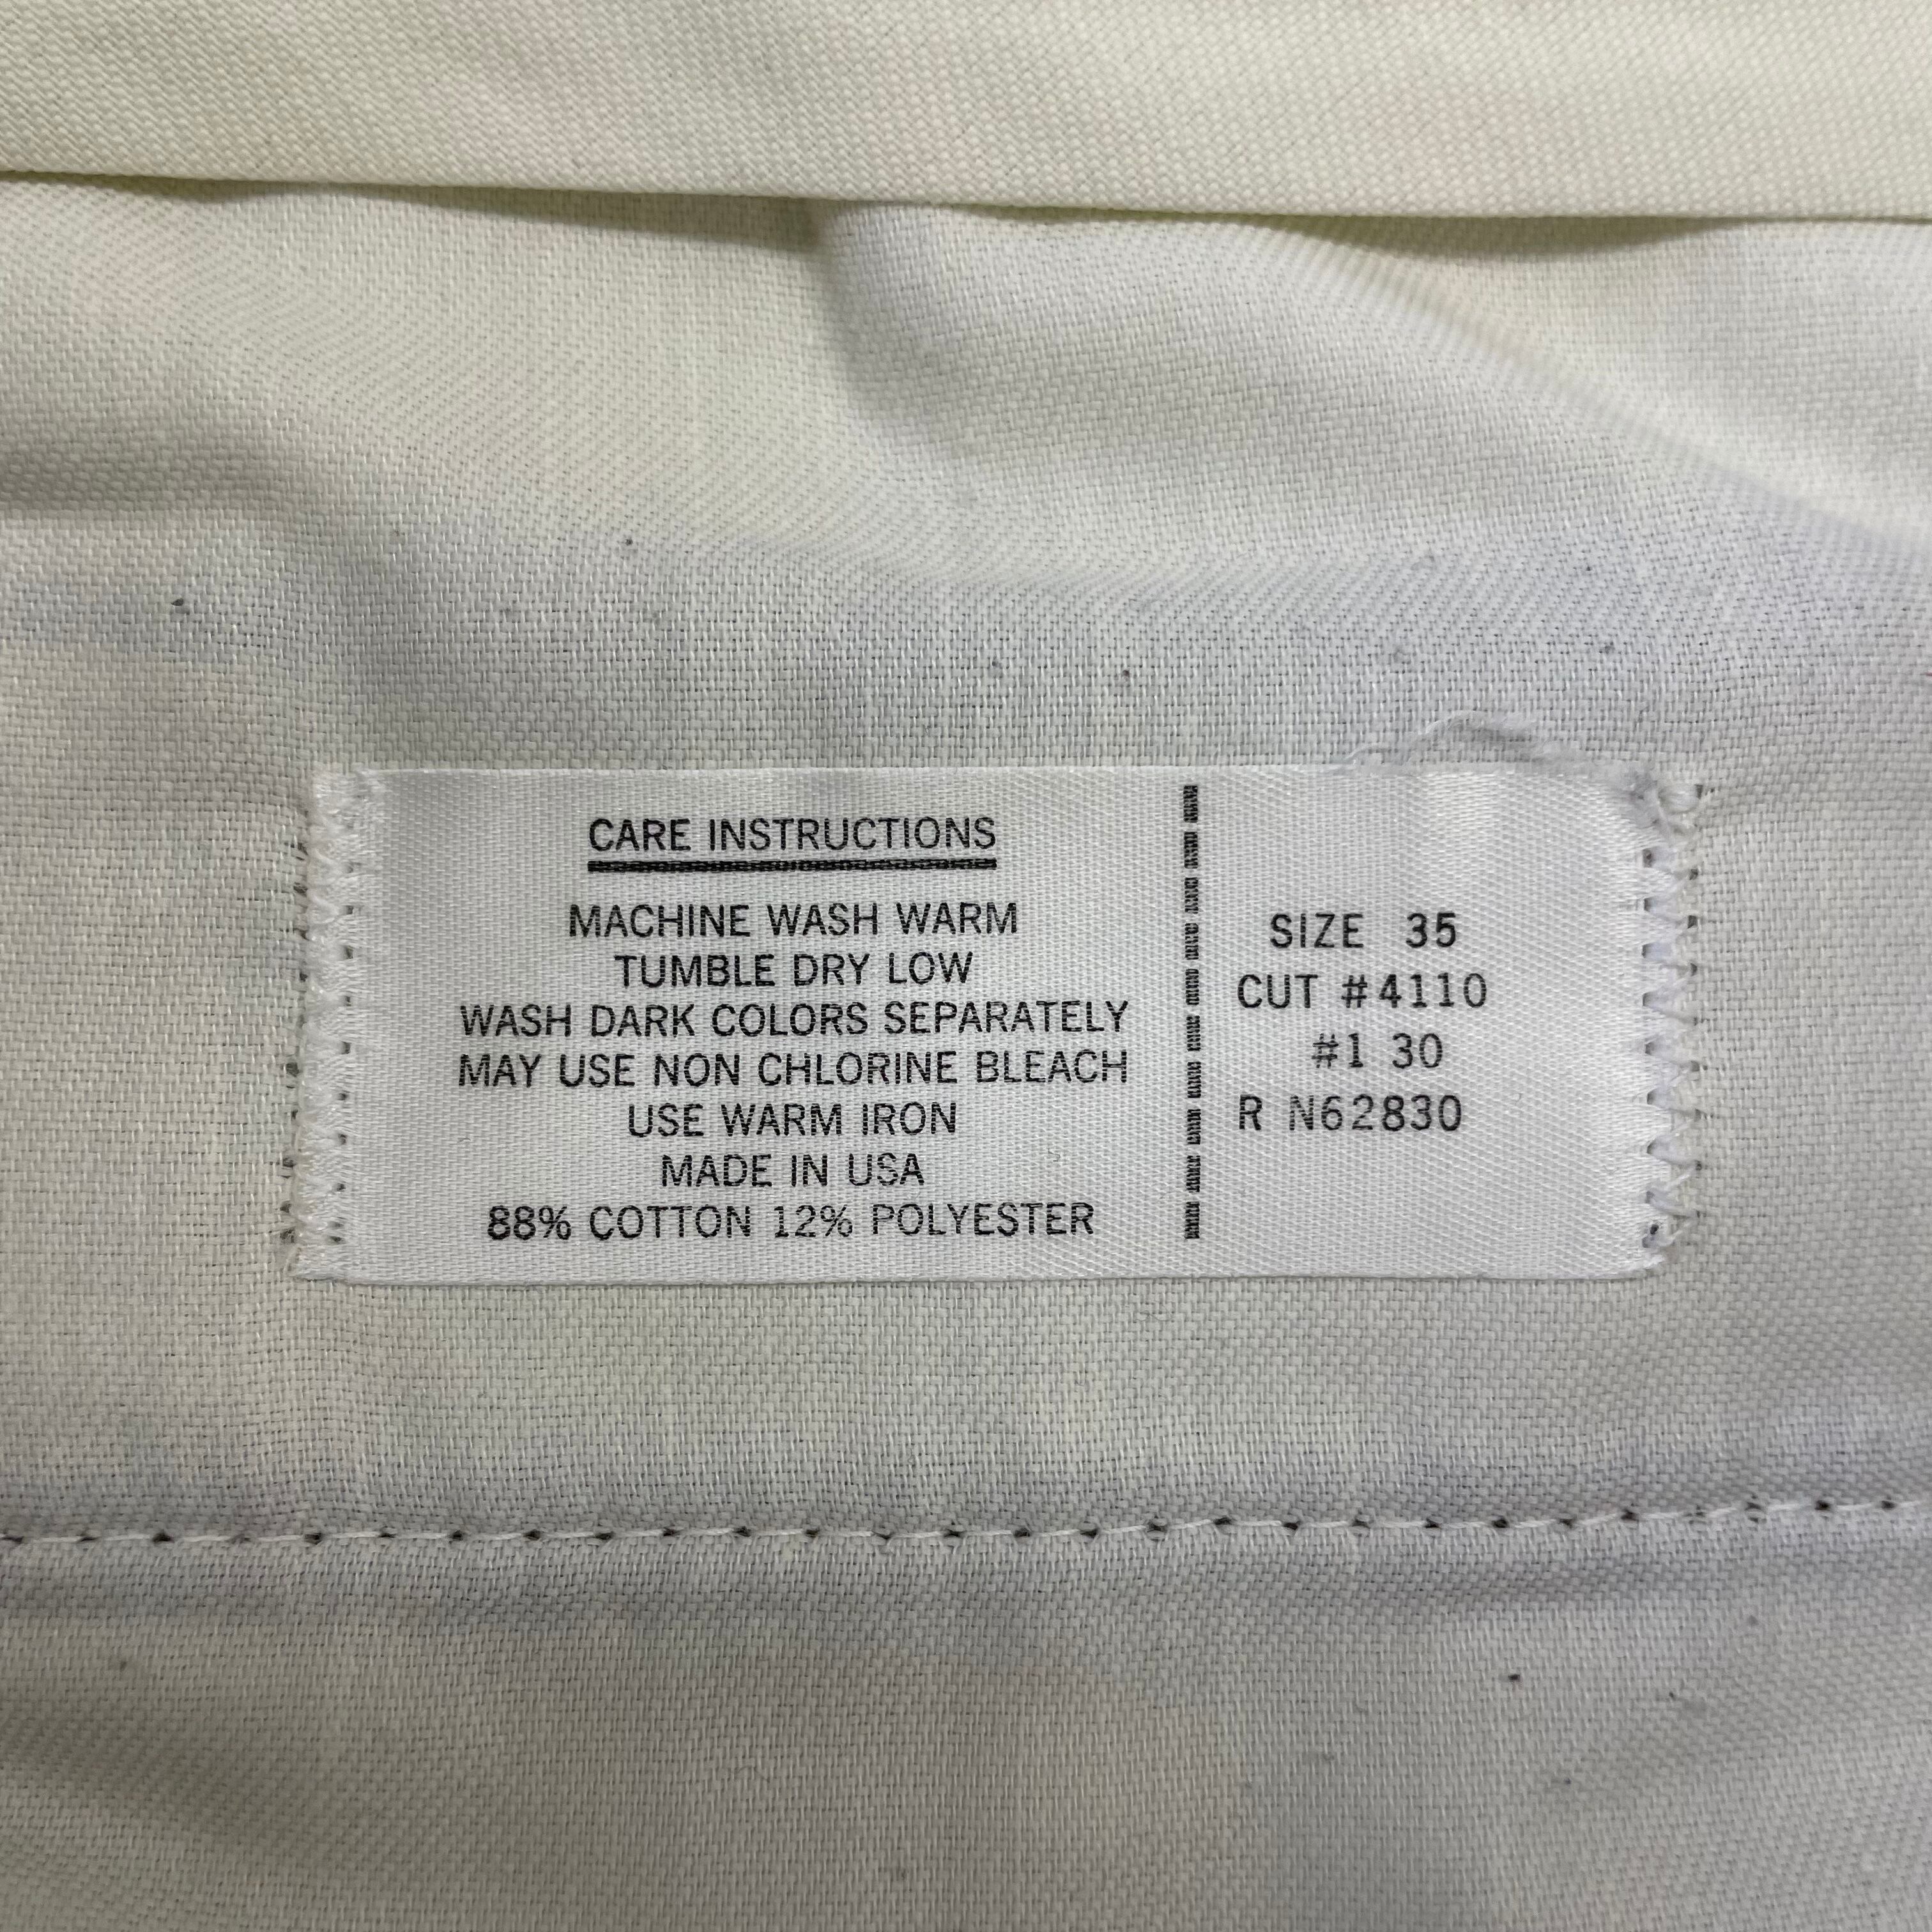 CARE INSTRUCTIONS
MACHINE WASH WARM
TUMBLE DRY LOW
WASH DARK COLORS SEPARATELY
MAY USE NON CHLORINE BLEACH
USE WARM IRON
MADE IN USA
88% COTTON 12% POLYESTER
SIZE 35
CUT #4110
#1 30
R N62830